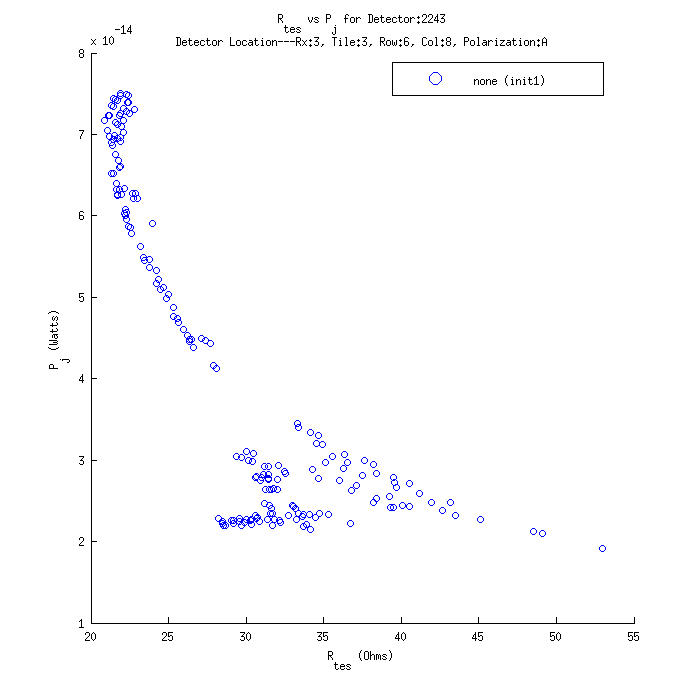 R_tes vs P_j for Detector:2243
Detector Location---Rx:3, Tile:3, Row:6, Col:8, Polarization:A
x 10^-14
none (init1)
8
7
6
5
4
3
2
1
P_j (Watts)
20 25 30 35 40 45 50 55
R_tes (Ohms)